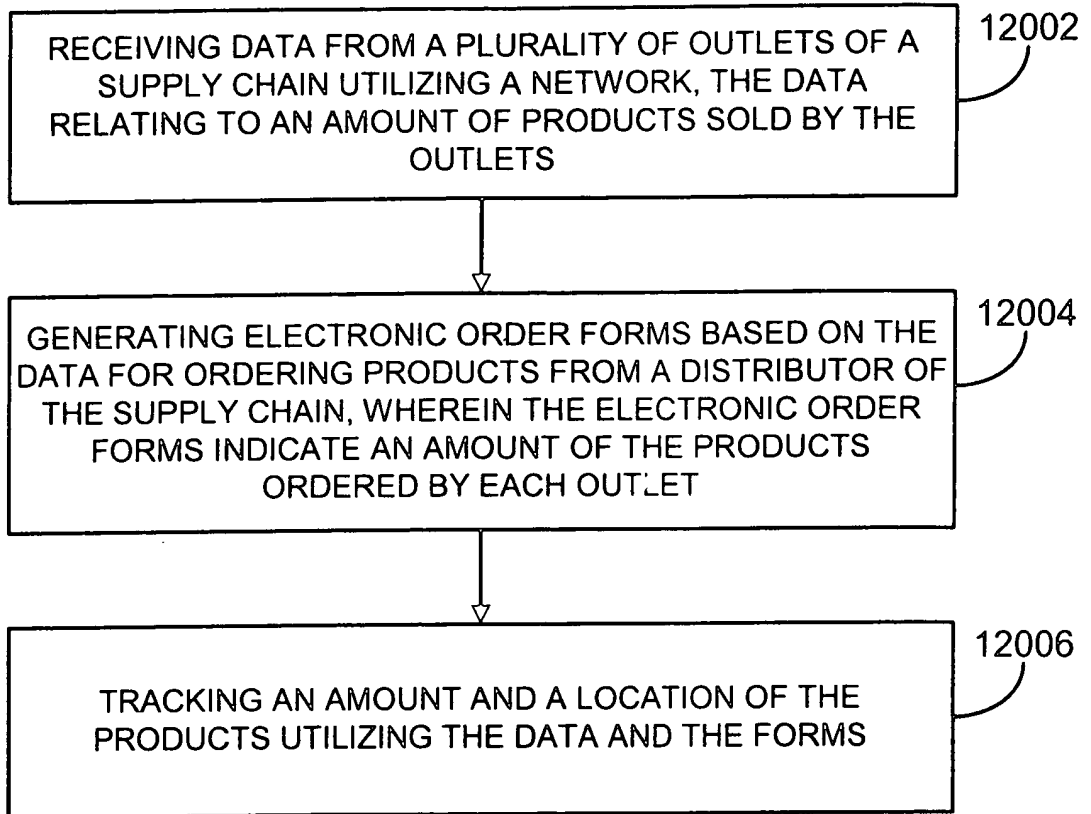 RECEIVING DATA FROM A PLURALITY OF OUTLETS OF A
SUPPLY CHAIN UTILIZING A NETWORK, THE DATA
RELATING TO AN AMOUNT OF PRODUCTS SOLD BY THE
OUTLETS
12002
GENERATING ELECTRONIC ORDER FORMS BASED ON THE
DATA FOR ORDERING PRODUCTS FROM A DISTRIBUTOR OF
THE SUPPLY CHAIN, WHEREIN THE ELECTRONIC ORDER
FORMS INDICATE AN AMOUNT OF THE PRODUCTS
ORDERED BY EACH OUTLET
12004
TRACKING AN AMOUNT AND A LOCATION OF THE
PRODUCTS UTILIZING THE DATA AND THE FORMS
12006